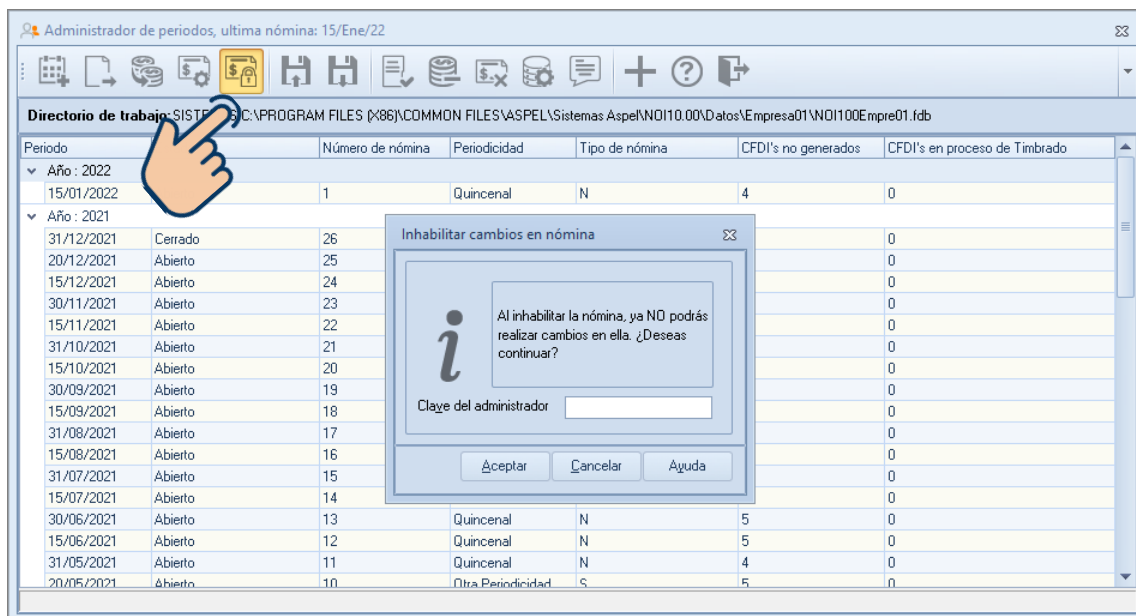 Administrador de periodos, ultima nómina: 15/Ene/22
Directorio de trabajo: C:\PROGRAM FILES (X86)\COMMON FILES\ASPEL\Sistemas Aspel\NOI10.00\Datos\Empresa01\NOI100Empre01.fdb
Periodo Número de nómina Periodicidad Tipo de nómina CFDI's no generados CFDI's en proceso de Timbrado
Año : 2022
15/01/2022 1 Quincenal N 4 0
Año : 2021
31/12/2021 Cerrado 26 0
20/12/2021 Abierto 25 0
15/12/2021 Abierto 24 0
30/11/2021 Abierto 23 0
15/11/2021 Abierto 22 0
31/10/2021 Abierto 21 0
15/10/2021 Abierto 20 0
30/09/2021 Abierto 19 0
15/09/2021 Abierto 18 0
31/08/2021 Abierto 17 0
15/08/2021 Abierto 16 0
31/07/2021 Abierto 15 0
15/07/2021 Abierto 14 0
30/06/2021 Abierto 13 Quincenal N 5 0
15/06/2021 Abierto 12 Quincenal N 5 0
31/05/2021 Abierto 11 Quincenal N 4 0
20/05/2021 Abierto 10 Otra Periodicidad S 5 0
Inhabilitar cambios en nómina
Al inhabilitar la nómina, ya NO podrás
realizar cambios en ella. ¿Deseas
continuar?
Clave del administrador
Aceptar Cancelar Ayuda